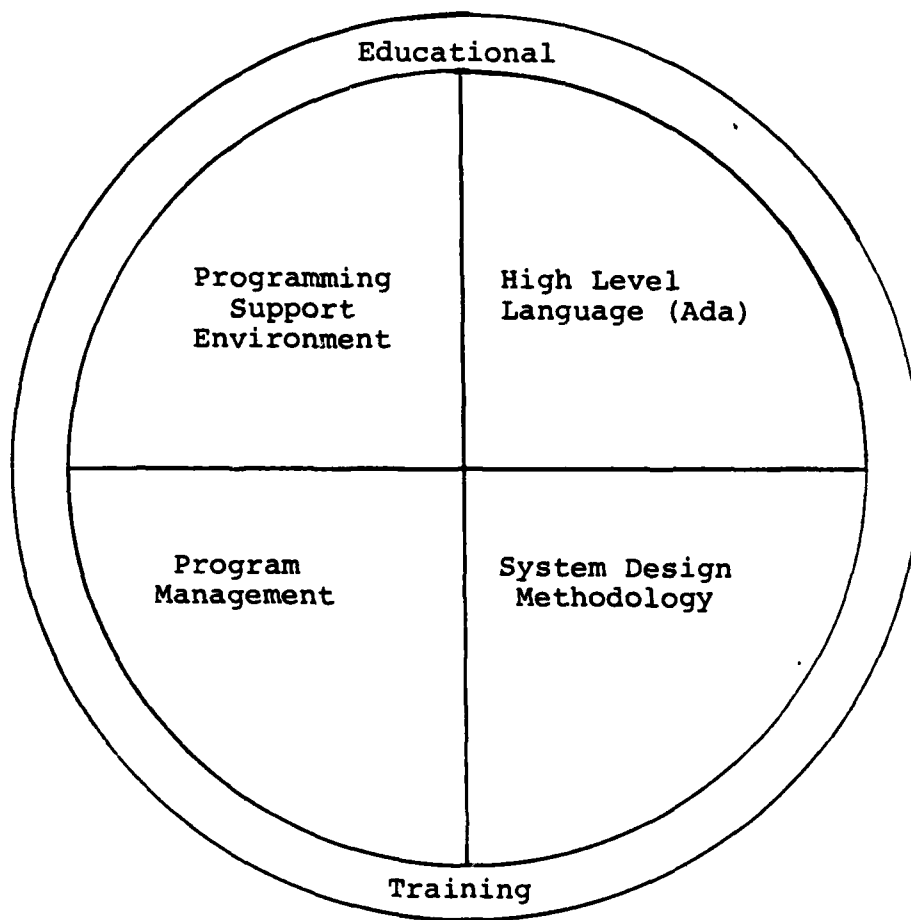 Educational
Programming
Support
Environment
High Level
Language (Ada)
Program
Management
System Design
Methodology
Training